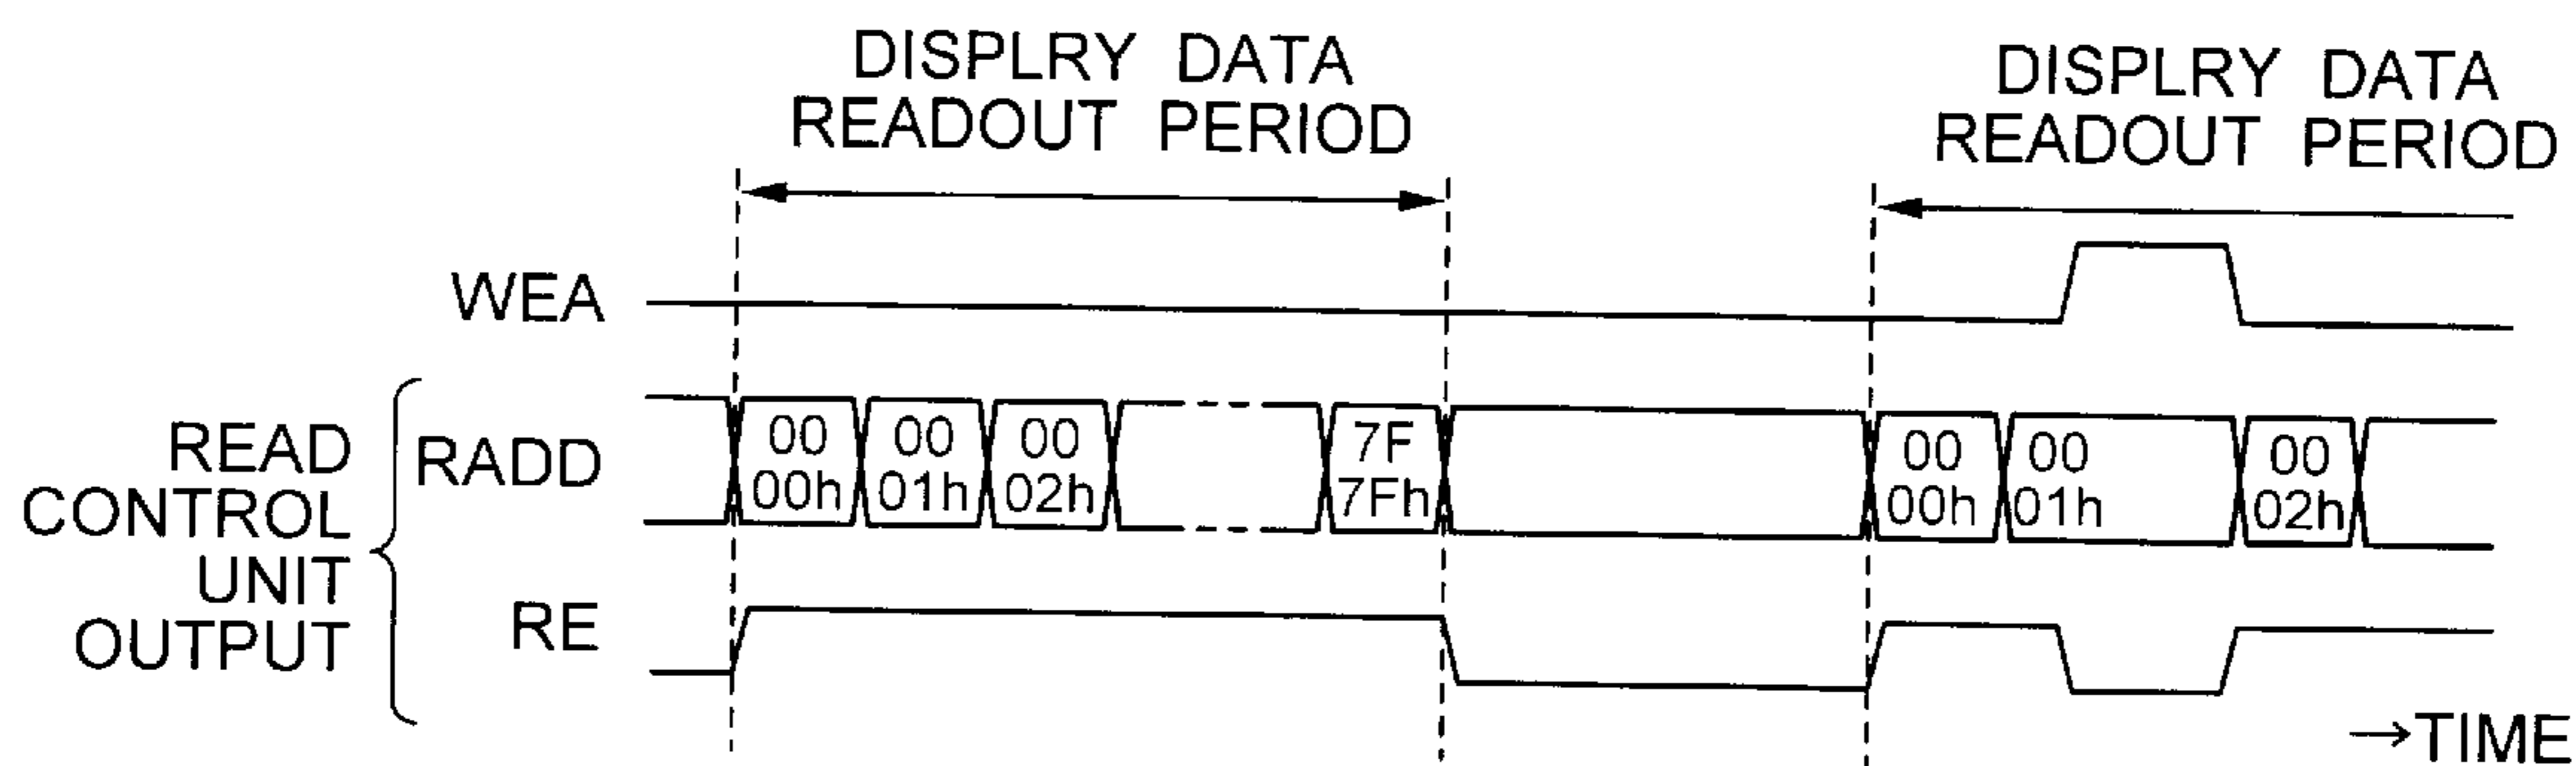 DISPLRY DATA
READOUT PERIOD
DISPLRY DATA
READOUT PERIOD
WEA
READ
CONTROL
UNIT
OUTPUT
RADD
00
00h
00
01h
00
02h
7F
7Fh
00
00h
00
01h
00
02h
RE
→TIME